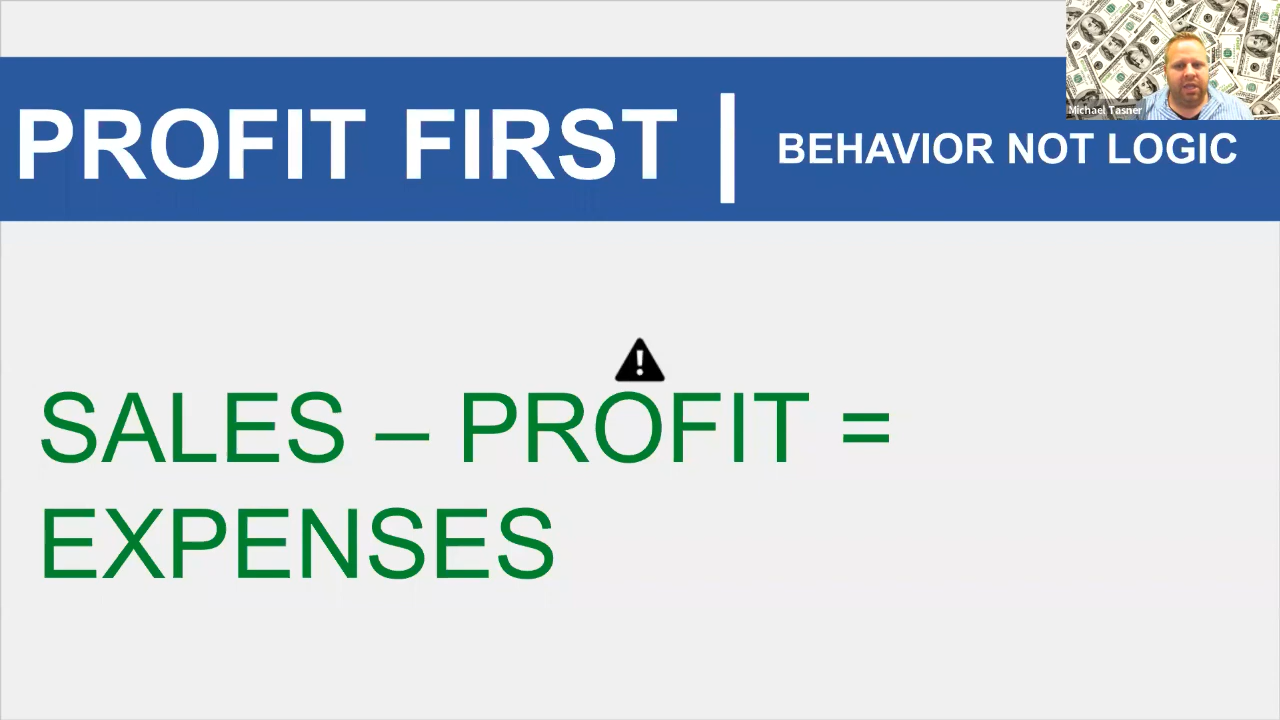 PROFIT FIRST | BEHAVIOR NOT LOGIC
Michael Tasner
SALES – PROFIT =
EXPENSES